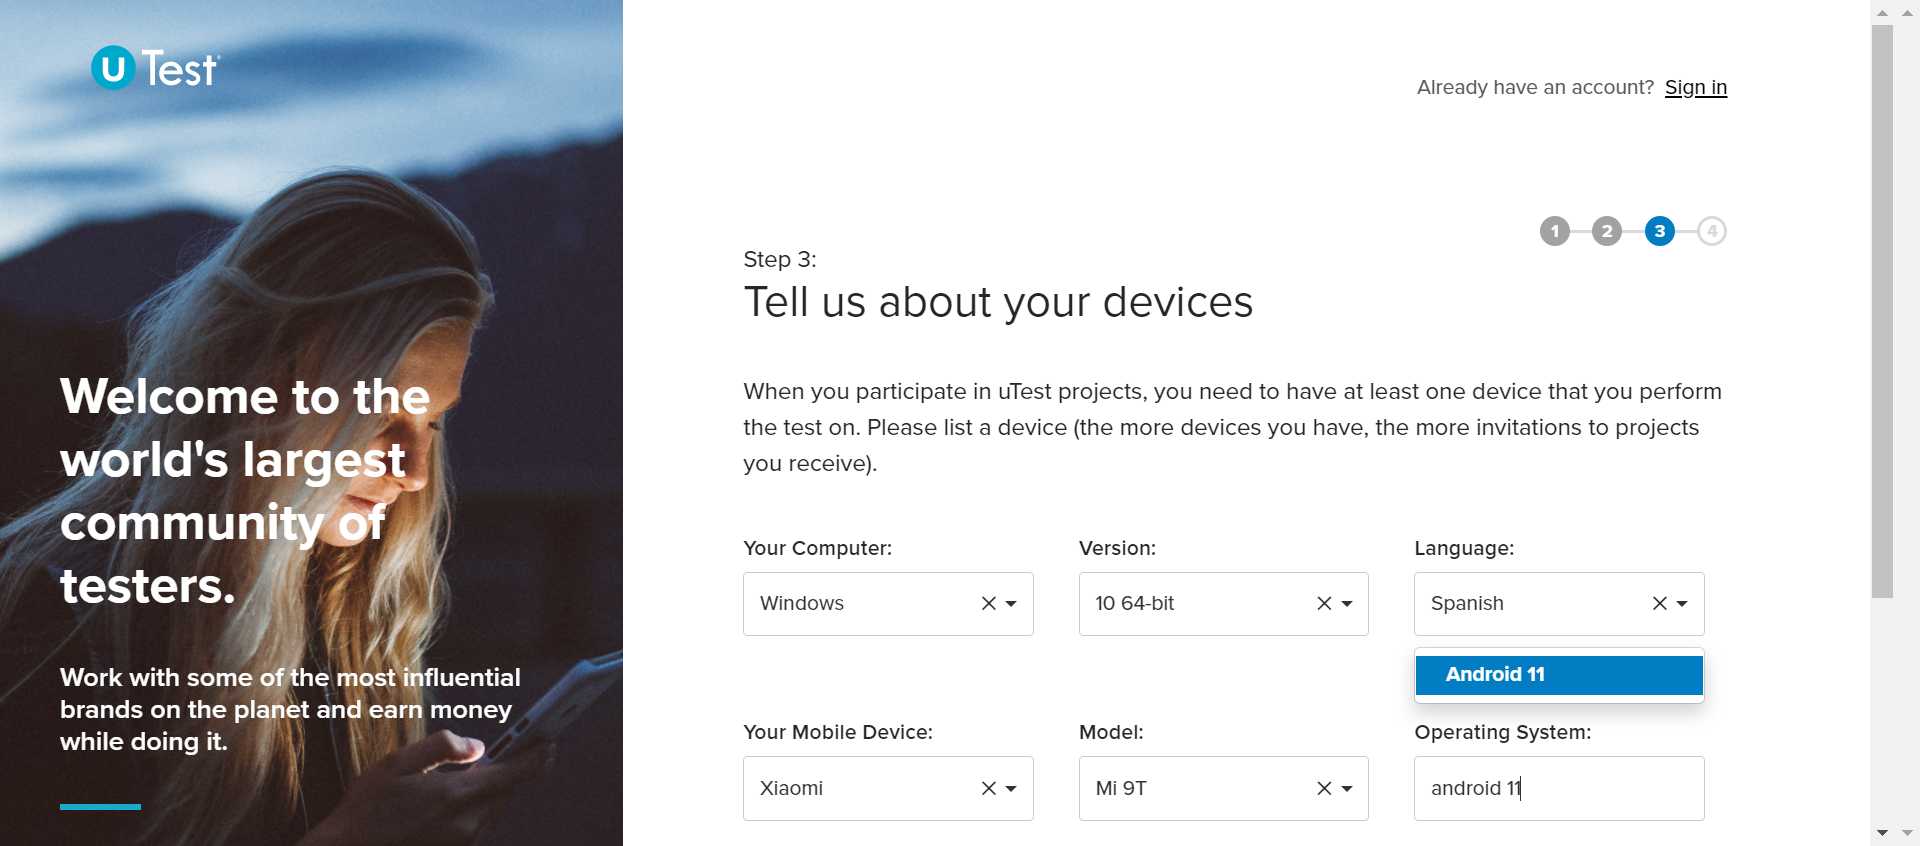 uTest
Already have an account? Sign in
1 2 3 4
Step 3:
Tell us about your devices
Welcome to the
world's largest
community of
testers.
Work with some of the most influential
brands on the planet and earn money
while doing it.
When you participate in uTest projects, you need to have at least one device that you perform
the test on. Please list a device (the more devices you have, the more invitations to projects
you receive).
Your Computer: Version: Language:
Windows 10 64-bit Spanish
Android 11
Your Mobile Device: Model: Operating System:
Xiaomi Mi 9T android 11